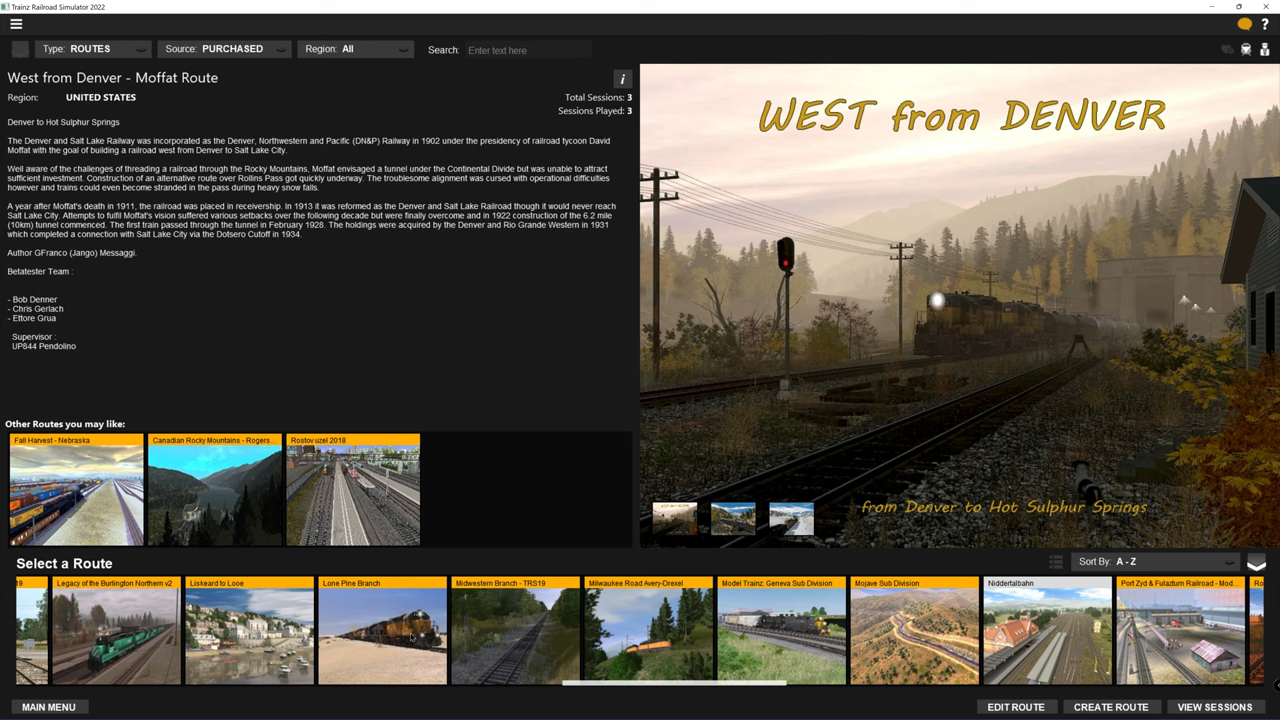 Trainz Railroad Simulator 2022
?
Type: ROUTES
Source: PURCHASED
Region: All
Search:
Enter text here
West from Denver - Moffat Route
i
Region:
UNITED STATES
Total Sessions: 3
Sessions Played: 3
Denver to Hot Sulphur Springs
The Denver and Salt Lake Railway was incorporated as the Denver, Northwestern and Pacific (DN&P) Railway in 1902 under the presidency of railroad tycoon David
Moffat with the goal of building a railroad west from Denver to Salt Lake City.
Well aware of the challenges of threading a railroad through the Rocky Mountains, Moffat envisaged a tunnel under the Continental Divide but was unable to attract
sufficient investment. Construction of an alternative route over Rollins Pass got quickly underway. The troublesome alignment was cursed with operational difficulties
however and trains could even become stranded in the pass during heavy snow falls.
A year after Moffat's death in 1911, the railroad was placed in receivership. In 1913 it was reformed as the Denver and Salt Lake Railroad though it would never reach
Salt Lake City. Attempts to fulfil Moffat's vision suffered various setbacks over the following decade but were finally overcome and in 1922 construction of the 6.2 mile
(10km) tunnel commenced. The first train passed through the tunnel in February 1928. The holdings were acquired by the Denver and Rio Grande Western in 1931
which completed a connection with Salt Lake City via the Dotsero Cutoff in 1934.
Author GFranco (Jango) Messaggi.
Betatester Team :
- Bob Denner
- Chris Gerlach
- Ettore Grua
Supervisor :
UP844 Pendolino
WEST from DENVER
from Denver to Hot Sulphur Springs
Other Routes you may like:
Fall Harvest - Nebraska
Canadian Rocky Mountains - Rogers...
Rostov uzel 2018
Select a Route
Sort By: A - Z
19
Legacy of the Burlington Northern v2
Liskeard to Looe
Lone Pine Branch
Midwestern Branch - TRS19
Milwaukee Road Avery-Drexel
Model Trainz: Geneva Sub Division
Mojave Sub Division
Niddertalbahn
Port Zyd & Fulazturn Railroad - Mod...
Ro
MAIN MENU
EDIT ROUTE
CREATE ROUTE
VIEW SESSIONS